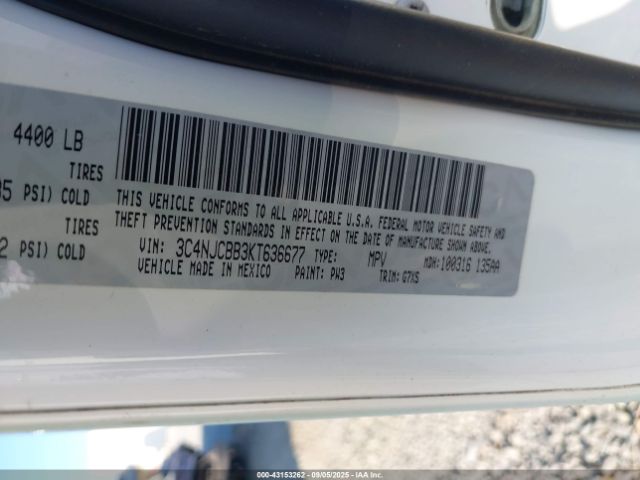 4400 LB
TIRES
35 PSI) COLD
TIRES
2 PSI) COLD
THIS VEHICLE CONFORMS TO ALL APPLICABLE U.S.A. FEDERAL MOTOR VEHICLE SAFETY AND
THEFT PREVENTION STANDARDS IN EFFECT ON THE DATE OF MANUFACTURE SHOWN ABOVE.
VIN: 3C4NJCBB3KT636677 TYPE: MPV MDH:100316 135AA
VEHICLE MADE IN MEXICO PAINT: PW3 TRIM: G7XS
000-43153262 - 09/05/2025 - IAA Inc.